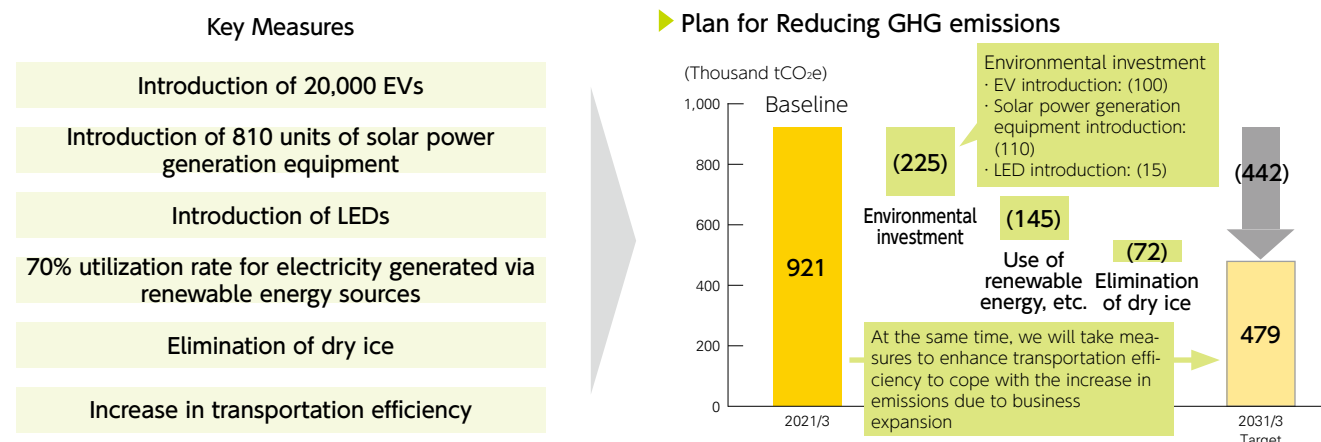 Key Measures
Introduction of 20,000 EVs
Introduction of 810 units of solar power
generation equipment
Introduction of LEDs
70% utilization rate for electricity generated via
renewable energy sources
Elimination of dry ice
Increase in transportation efficiency
Plan for Reducing GHG emissions
(Thousand tCO₂e)
1,000
800
600
400
200
0
Baseline
921
2021/3
(225)
Environmental
investment
Environmental investment
· EV introduction: (100)
· Solar power generation
equipment introduction:
(110)
· LED introduction: (15)
(145)
Use of
renewable
energy, etc.
(72)
Elimination
of dry ice
At the same time, we will take mea-
sures to enhance transportation effi-
ciency to cope with the increase in
emissions due to business
expansion
(442)
479
2031/3
Target